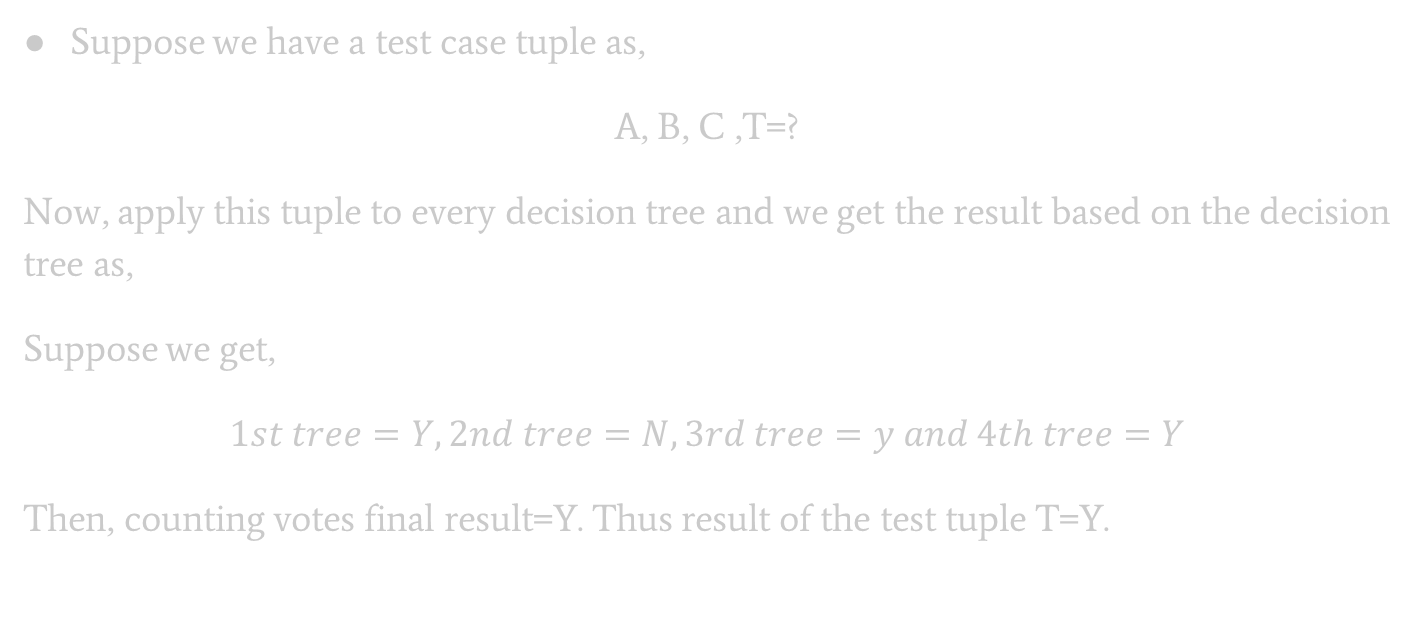 ● Suppose we have a test case tuple as,
A, B, C ,T=?
Now, apply this tuple to every decision tree and we get the result based on the decision
tree as,
Suppose we get,
1st tree = Y, 2nd tree = N, 3rd tree = y and 4th tree = Y
Then, counting votes final result=Y. Thus result of the test tuple T=Y.